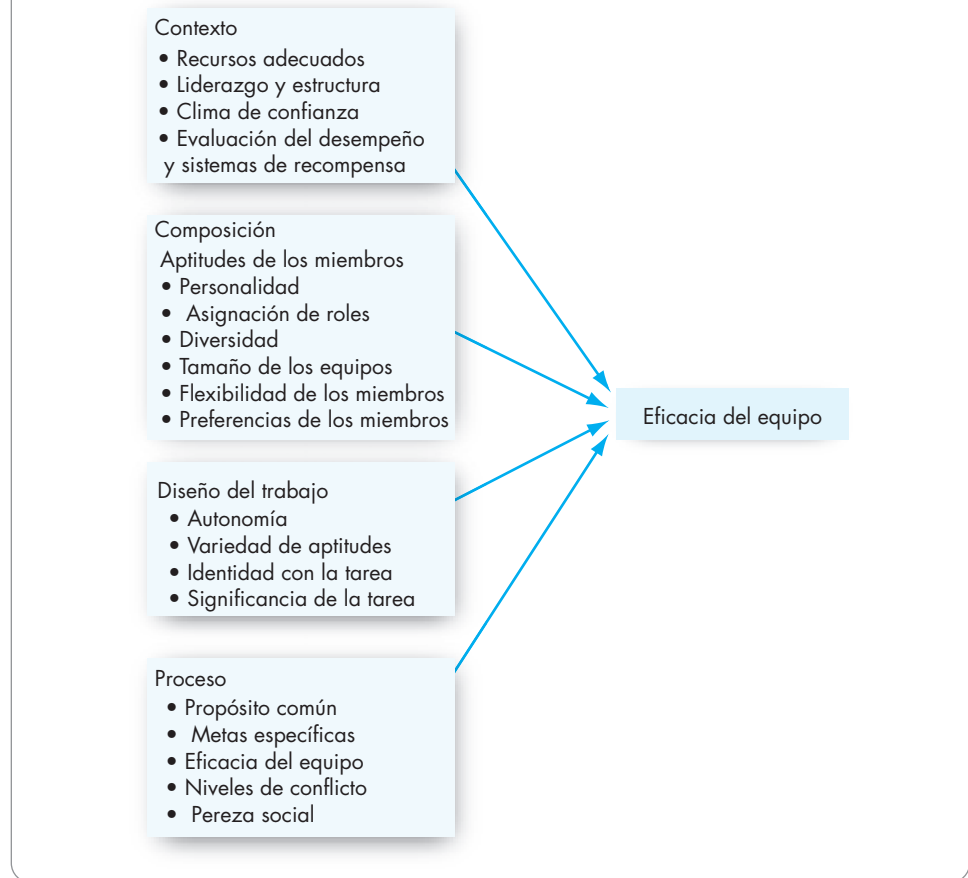 Contexto
• Recursos adecuados
• Liderazgo y estructura
• Clima de confianza
• Evaluación del desempeño
y sistemas de recompensa
Composición
Aptitudes de los miembros
• Personalidad
• Asignación de roles
• Diversidad
• Tamaño de los equipos
• Flexibilidad de los miembros
• Preferencias de los miembros
Diseño del trabajo
• Autonomía
• Variedad de aptitudes
• Identidad con la tarea
• Significancia de la tarea
Proceso
• Propósito común
• Metas específicas
• Eficacia del equipo
• Niveles de conflicto
• Pereza social
Eficacia del equipo